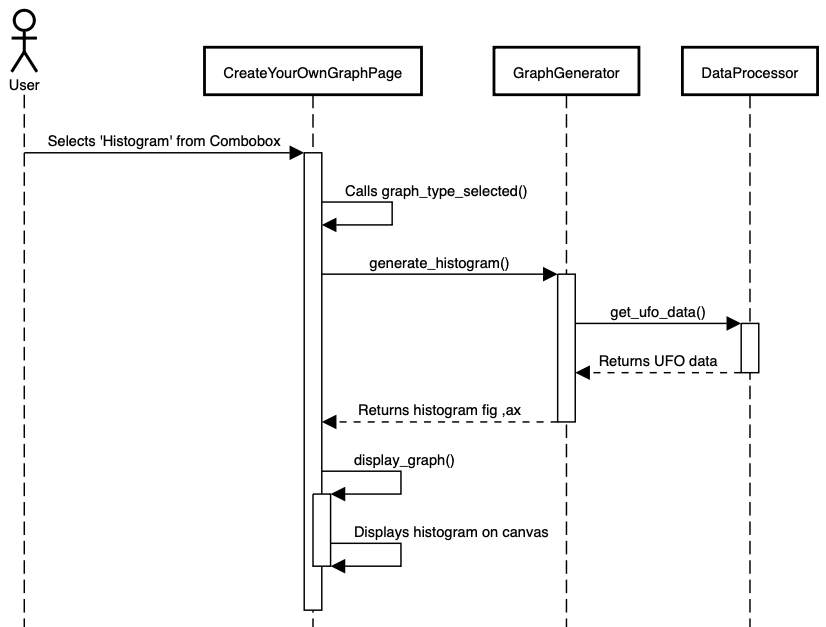 User
CreateYourOwnGraphPage
GraphGenerator
DataProcessor
Selects 'Histogram' from Combobox
Calls graph_type_selected()
generate_histogram()
get_ufo_data()
Returns UFO data
Returns histogram fig ,ax
display_graph()
Displays histogram on canvas